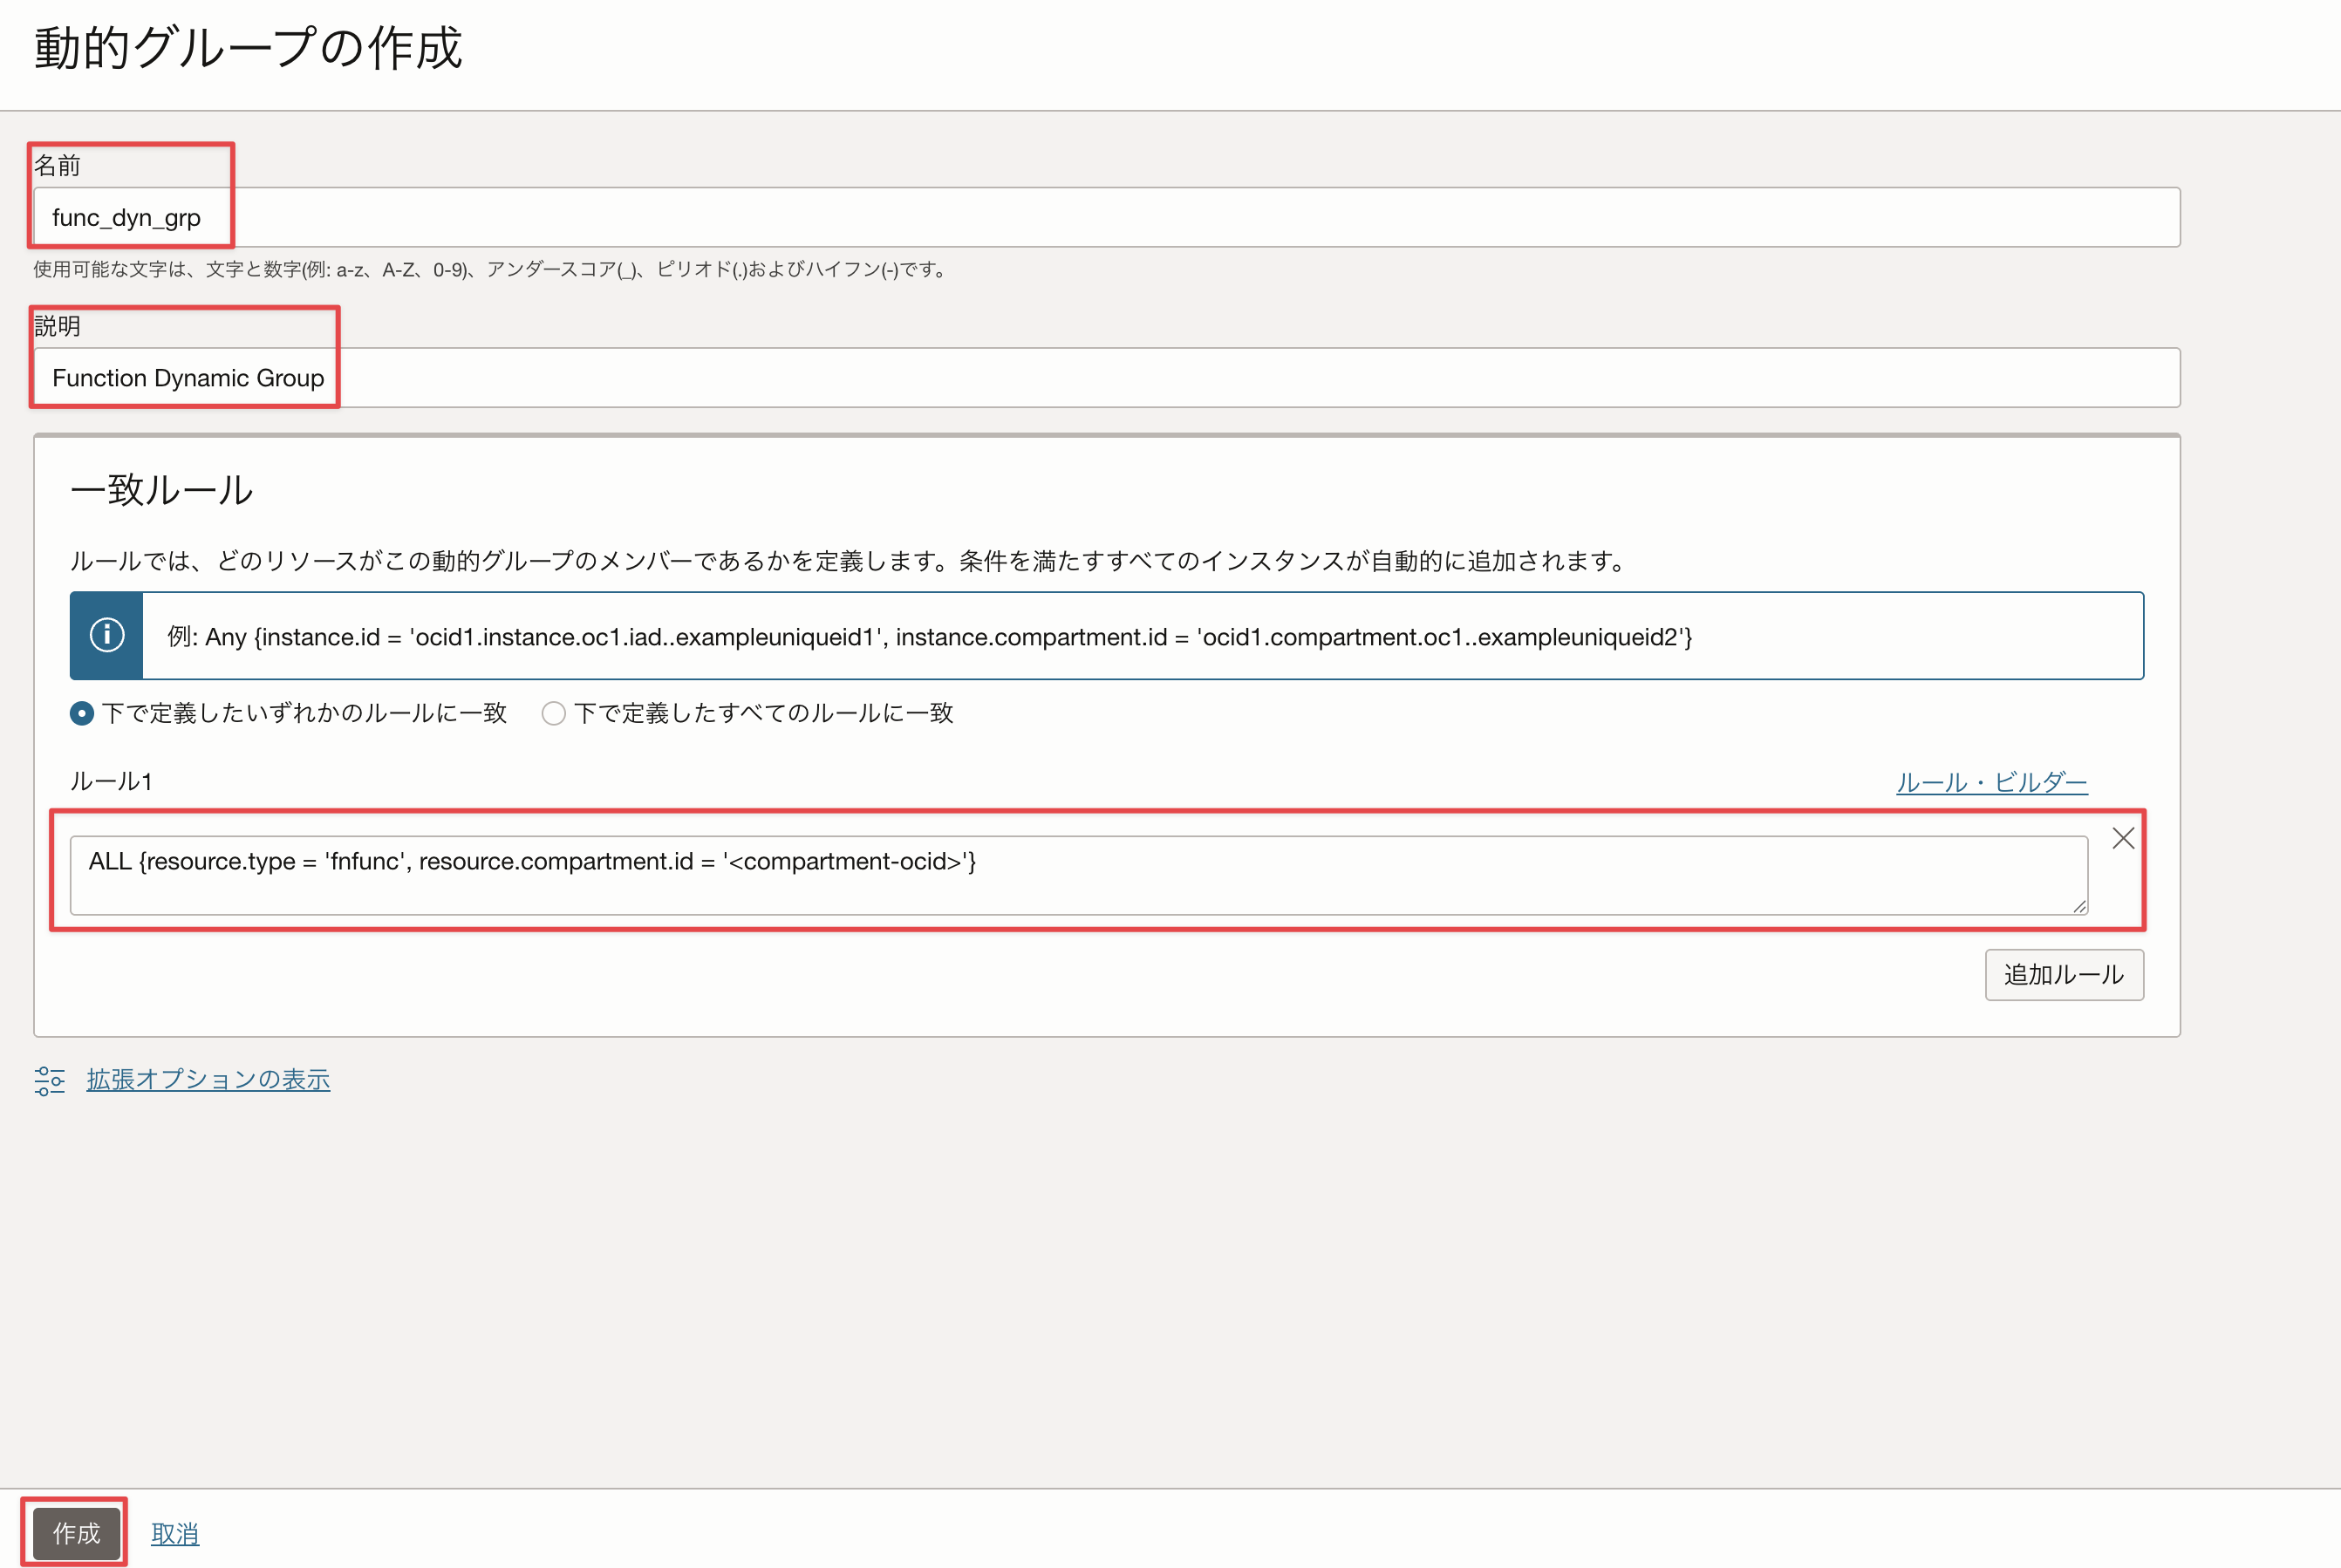 動的グループの作成
名前
func_dyn_grp
使用可能な文字は、文字と数字(例: a-z、A-Z、0-9)、アンダースコア(_)、ピリオド(.)およびハイフン(-)です。
説明
Function Dynamic Group
一致ルール
ルールでは、どのリソースがこの動的グループのメンバーであるかを定義します。条件を満たすすべてのインスタンスが自動的に追加されます。
例: Any {instance.id = 'ocid1.instance.oc1.iad..exampleuniqueid1', instance.compartment.id = 'ocid1.compartment.oc1..exampleuniqueid2'}
下で定義したいずれかのルールに一致 下で定義したすべてのルールに一致
ルール1 ルール・ビルダー
ALL {resource.type = 'fnfunc', resource.compartment.id = '<compartment-ocid>'}
追加ルール
拡張オプションの表示
作成 取消